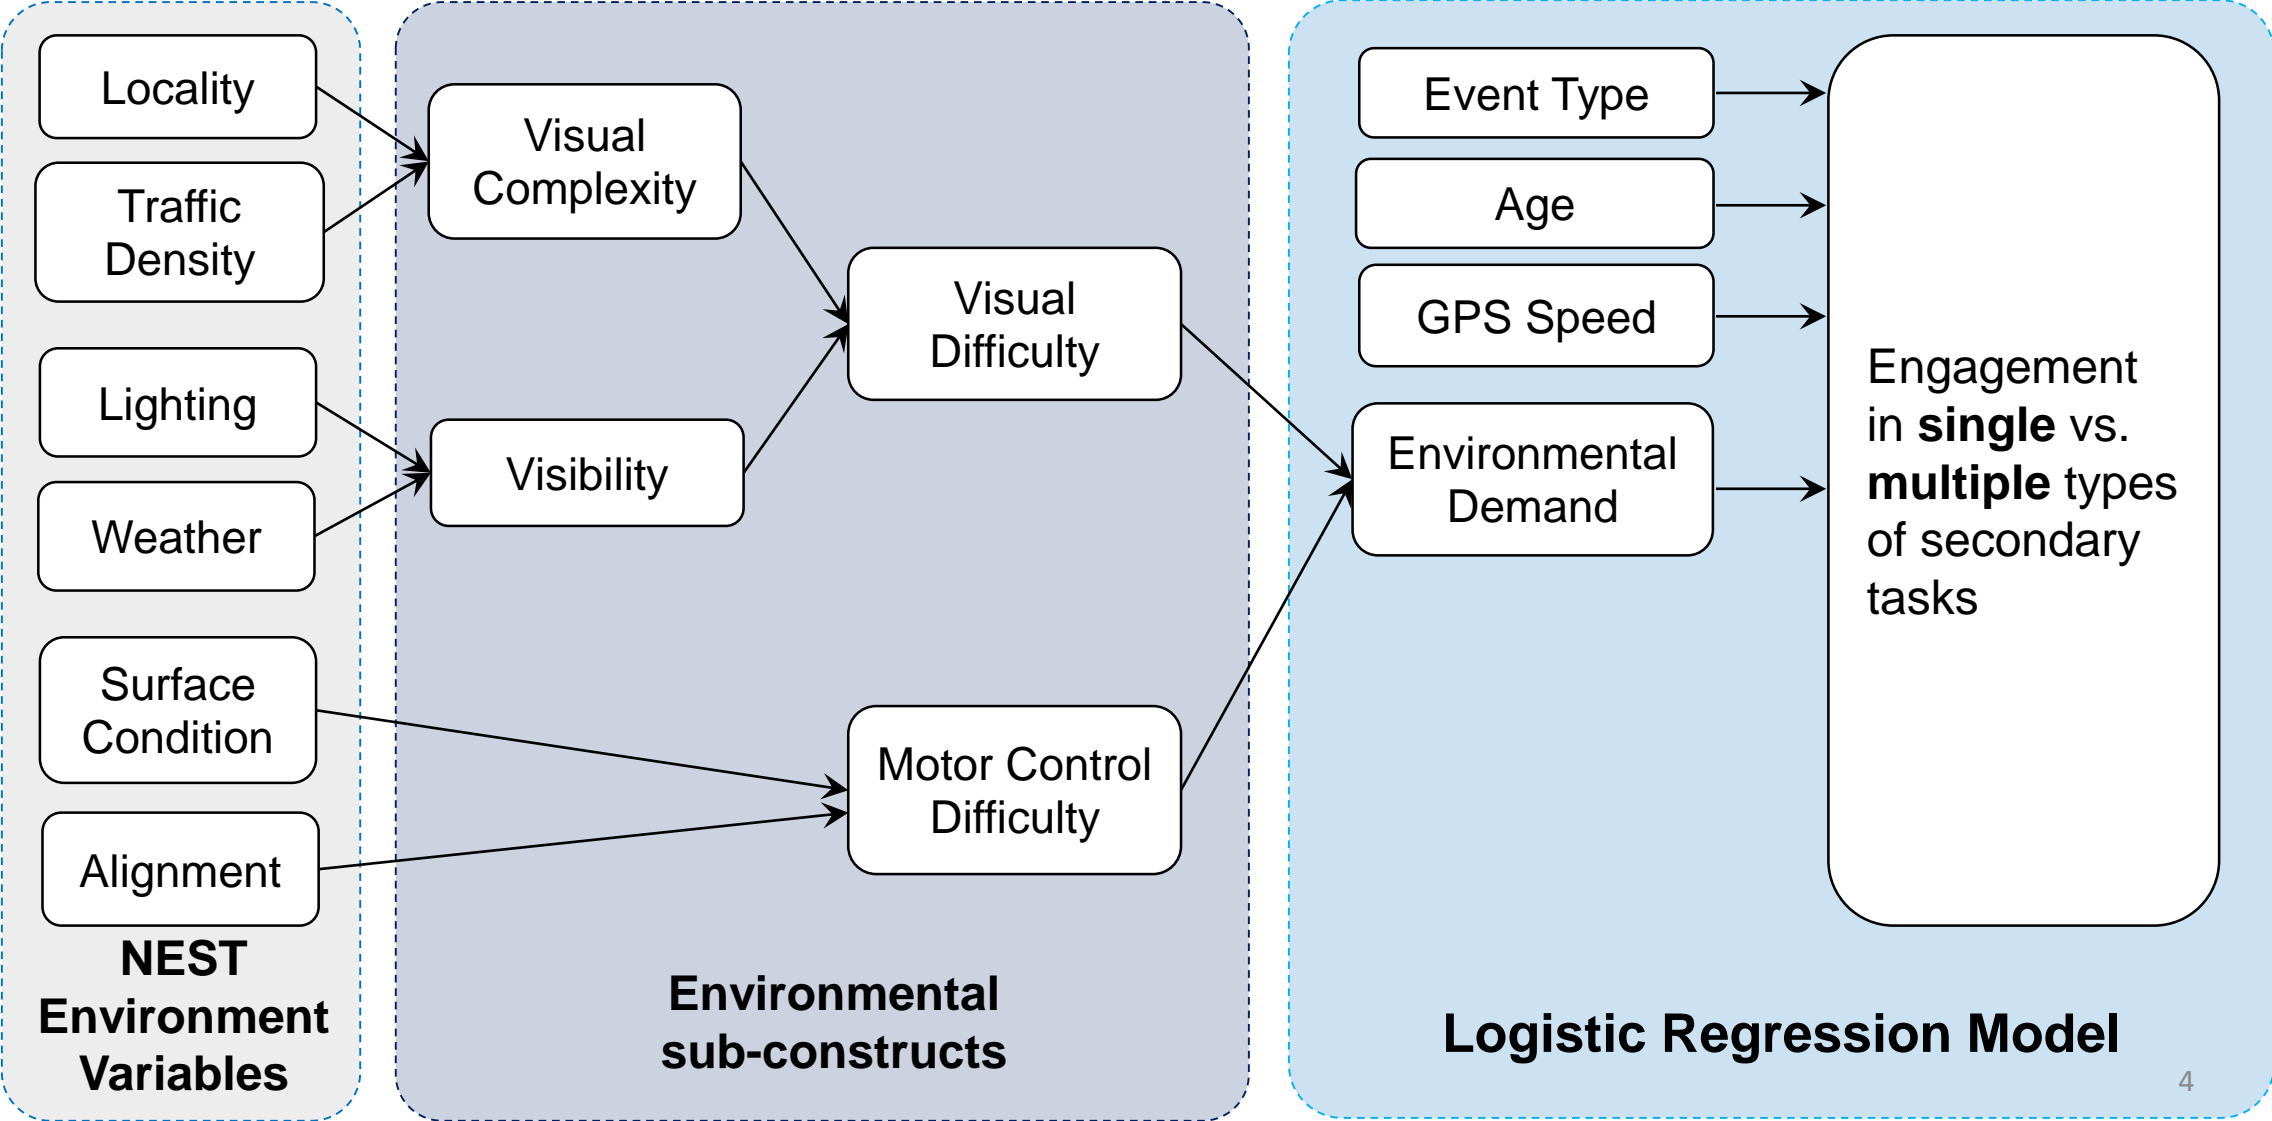 Locality
Traffic
Density
Lighting
Weather
Surface
Condition
Alignment
NEST
Environment
Variables
Visual
Complexity
Visibility
Visual
Difficulty
Motor Control
Difficulty
Environmental
sub-constructs
Event Type
Age
GPS Speed
Environmental
Demand
Engagement
in single vs.
multiple types
of secondary
tasks
Logistic Regression Model
4